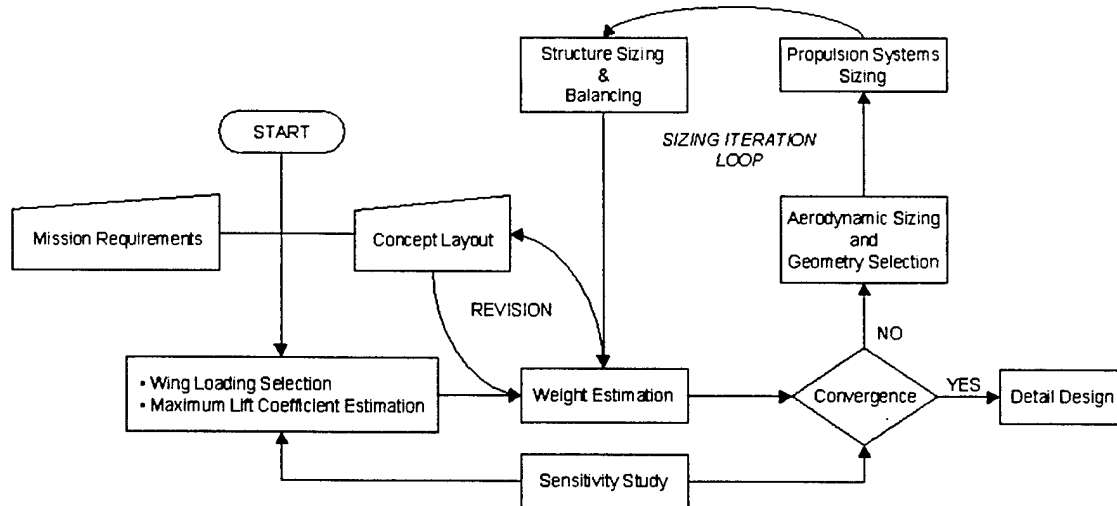 Structure Sizing
&
Balancing
Propulsion Systems
Sizing
START
SIZING ITERATION
LOOP
Mission Requirements
Concept Layout
Aerodynamic Sizing
and
Geometry Selection
REVISION
NO
• Wing Loading Selection
• Maximum Lift Coefficient Estimation
Weight Estimation
Convergence
YES
Detail Design
Sensitivity Study